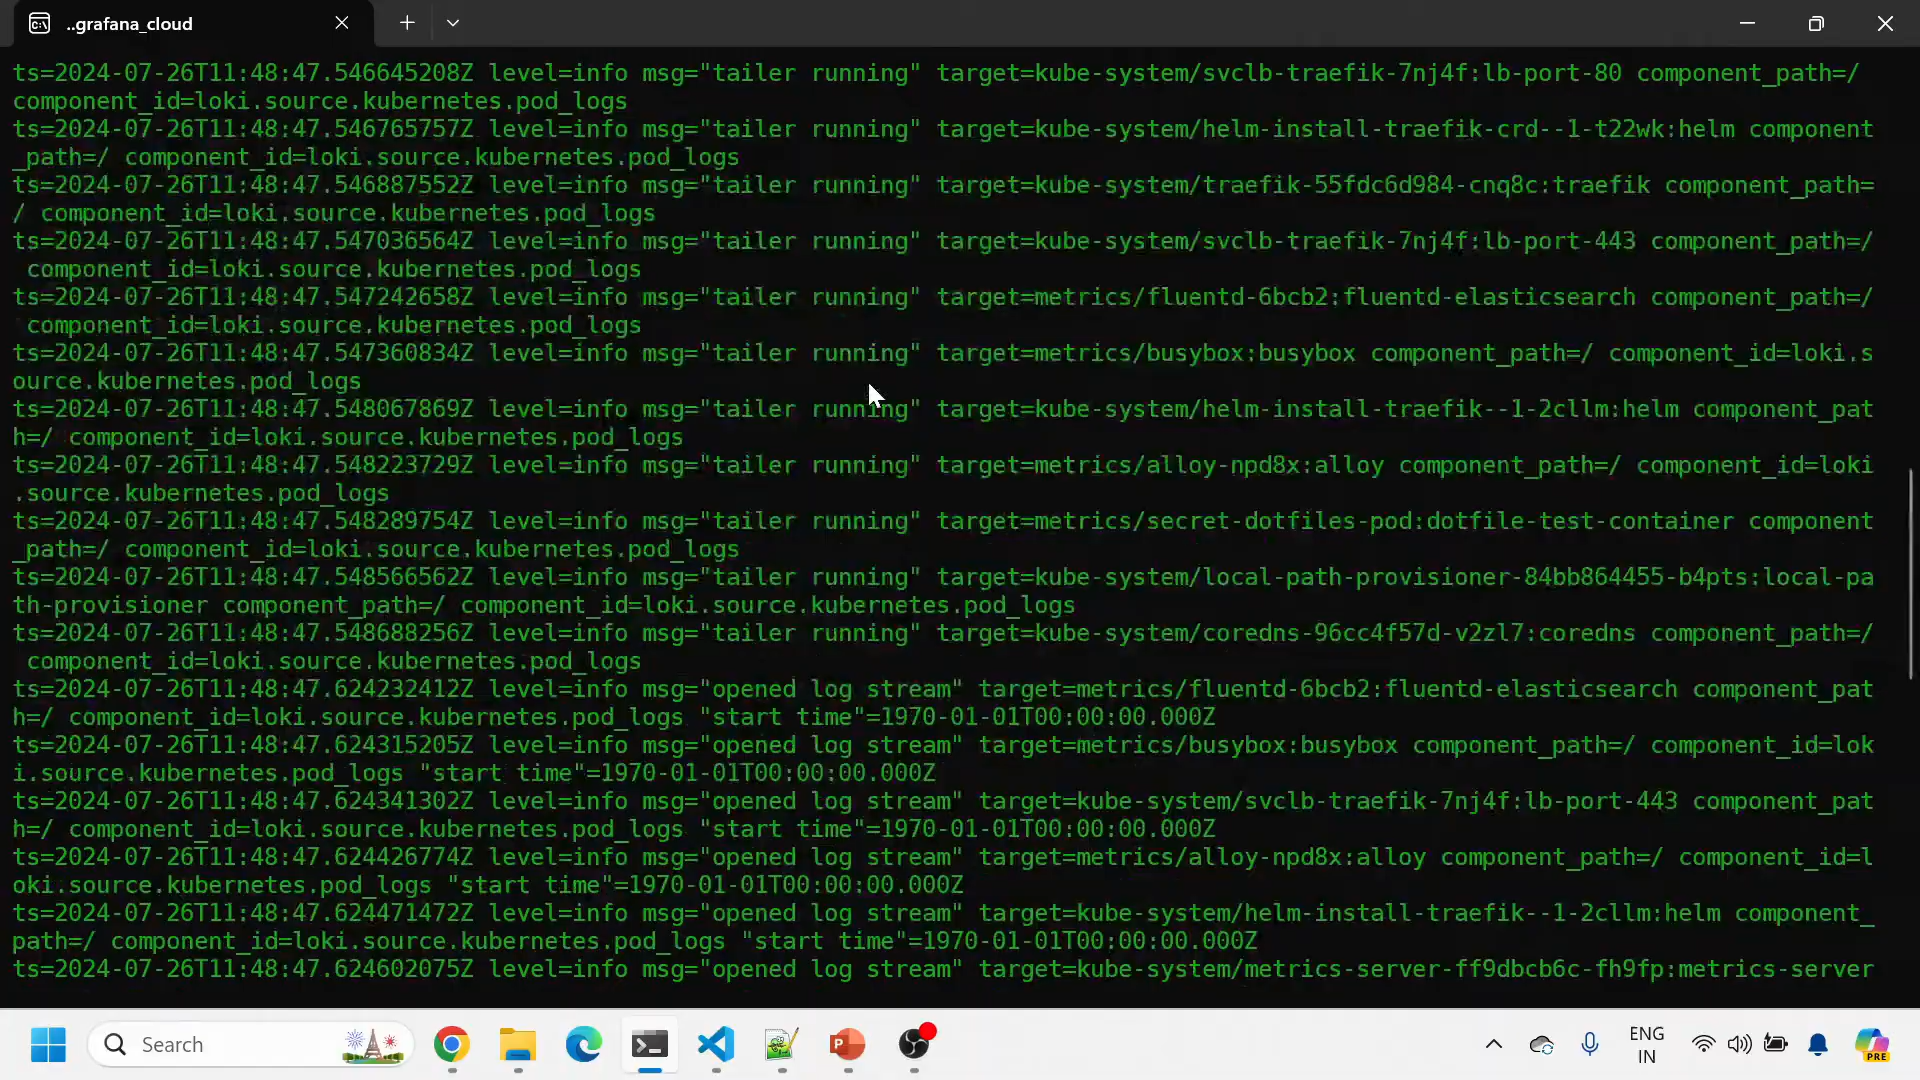 ..grafana_cloud
ts=2024-07-26T11:48:47.546645208Z level=info msg="tailer running" target=kube-system/svclb-traefik-7nj4f:lb-port-80 component_path=/
component_id=loki.source.kubernetes.pod_logs
ts=2024-07-26T11:48:47.546765757Z level=info msg="tailer running" target=kube-system/helm-install-traefik-crd--1-t22wk:helm component
_path=/ component_id=loki.source.kubernetes.pod_logs
ts=2024-07-26T11:48:47.546887552Z level=info msg="tailer running" target=kube-system/traefik-55fdc6d984-cnq8c:traefik component_path=
/ component_id=loki.source.kubernetes.pod_logs
ts=2024-07-26T11:48:47.547036564Z level=info msg="tailer running" target=kube-system/svclb-traefik-7nj4f:lb-port-443 component_path=/
component_id=loki.source.kubernetes.pod_logs
ts=2024-07-26T11:48:47.547242658Z level=info msg="tailer running" target=metrics/fluentd-6bcb2:fluentd-elasticsearch component_path=/
component_id=loki.source.kubernetes.pod_logs
ts=2024-07-26T11:48:47.547360834Z level=info msg="tailer running" target=metrics/busybox:busybox component_path=/ component_id=loki.s
ource.kubernetes.pod_logs
ts=2024-07-26T11:48:47.548067869Z level=info msg="tailer running" target=kube-system/helm-install-traefik--1-2cllm:helm component_pat
h=/ component_id=loki.source.kubernetes.pod_logs
ts=2024-07-26T11:48:47.548223729Z level=info msg="tailer running" target=metrics/alloy-npd8x:alloy component_path=/ component_id=loki
.source.kubernetes.pod_logs
ts=2024-07-26T11:48:47.548289754Z level=info msg="tailer running" target=metrics/secret-dotfiles-pod:dotfile-test-container component
_path=/ component_id=loki.source.kubernetes.pod_logs
ts=2024-07-26T11:48:47.548566562Z level=info msg="tailer running" target=kube-system/local-path-provisioner-84bb864455-b4pts:local-pa
th-provisioner component_path=/ component_id=loki.source.kubernetes.pod_logs
ts=2024-07-26T11:48:47.548688256Z level=info msg="tailer running" target=kube-system/coredns-96cc4f57d-v2zl7:coredns component_path=/
component_id=loki.source.kubernetes.pod_logs
ts=2024-07-26T11:48:47.624232412Z level=info msg="opened log stream" target=metrics/fluentd-6bcb2:fluentd-elasticsearch component_pat
h=/ component_id=loki.source.kubernetes.pod_logs "start time"=1970-01-01T00:00:00.000Z
ts=2024-07-26T11:48:47.624315205Z level=info msg="opened log stream" target=metrics/busybox:busybox component_path=/ component_id=lok
i.source.kubernetes.pod_logs "start time"=1970-01-01T00:00:00.000Z
ts=2024-07-26T11:48:47.624341302Z level=info msg="opened log stream" target=kube-system/svclb-traefik-7nj4f:lb-port-443 component_pat
h=/ component_id=loki.source.kubernetes.pod_logs "start time"=1970-01-01T00:00:00.000Z
ts=2024-07-26T11:48:47.624426774Z level=info msg="opened log stream" target=metrics/alloy-npd8x:alloy component_path=/ component_id=l
oki.source.kubernetes.pod_logs "start time"=1970-01-01T00:00:00.000Z
ts=2024-07-26T11:48:47.624471472Z level=info msg="opened log stream" target=kube-system/helm-install-traefik--1-2cllm:helm component_
path=/ component_id=loki.source.kubernetes.pod_logs "start time"=1970-01-01T00:00:00.000Z
ts=2024-07-26T11:48:47.624602075Z level=info msg="opened log stream" target=kube-system/metrics-server-ff9dbcb6c-fh9fp:metrics-server
Search
ENG
IN
PRE